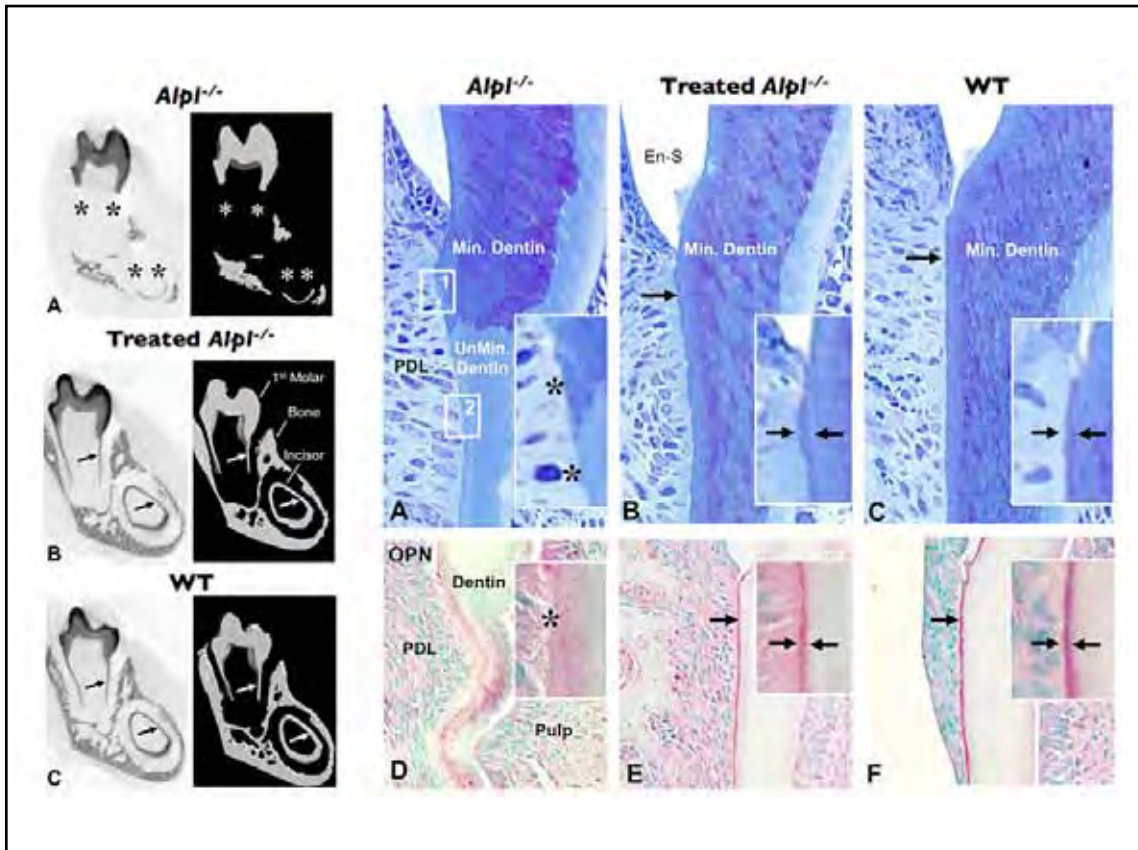 Alpl-/-
* *
* *
* *
* *
A
Treated Alpl-/-
1st Molar
Bone
Incisor
B
WT
C
Alpl-/-
Min. Dentin
1
UnMin.
Dentin
PDL
2
*
*
A
Treated Alpl-/-
En-S
Min. Dentin
B
WT
Min. Dentin
C
OPN
Dentin
*
PDL
Pulp
D
E
F